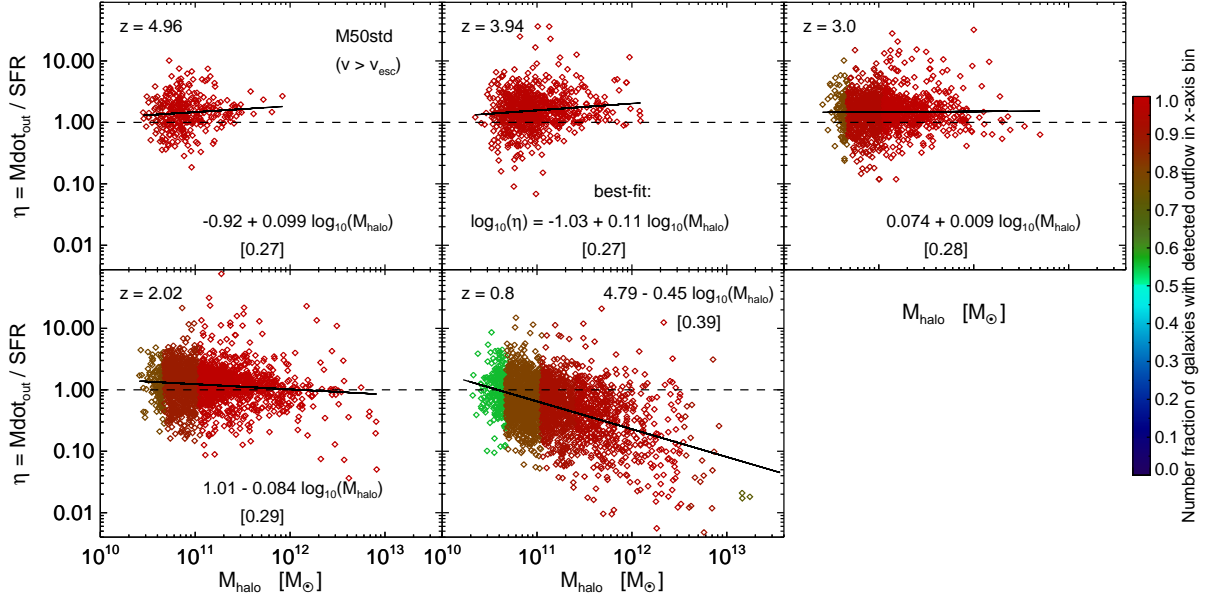 z = 4.96
M50std
(v > v_esc)
-0.92 + 0.099 log_10(M_halo)
[0.27]
z = 3.94
best-fit:
log_10(η) = -1.03 + 0.11 log_10(M_halo)
[0.27]
z = 3.0
0.074 + 0.009 log_10(M_halo)
[0.28]
η = Mdot_out / SFR
10.00
1.00
0.10
0.01
z = 2.02
1.01 - 0.084 log_10(M_halo)
[0.29]
z = 0.8
4.79 - 0.45 log_10(M_halo)
[0.39]
M_halo [M_⊙]
η = Mdot_out / SFR
10.00
1.00
0.10
0.01
10^10 10^11 10^12 10^13
10^10 10^11 10^12 10^13
M_halo [M_⊙]
M_halo [M_⊙]
1.0
0.9
0.8
0.7
0.6
0.5
0.4
0.3
0.2
0.1
0.0
Number fraction of galaxies with detected outflow in x-axis bin